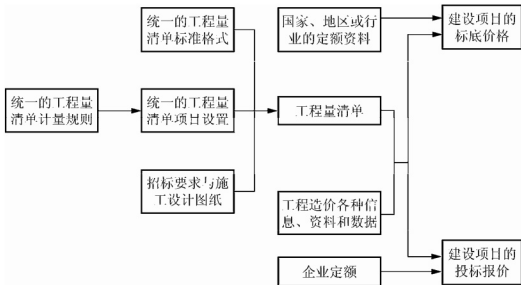 统一的工程量
清单标准格式
国家、地区或行
业的定额资料
建设项目的
标底价格
统一的工程量
清单计量规则
统一的工程量
清单项目设置
工程量清单
招标要求与施
工设计图纸
工程造价各种信
息、资料和数据
建设项目的
投标报价
企业定额